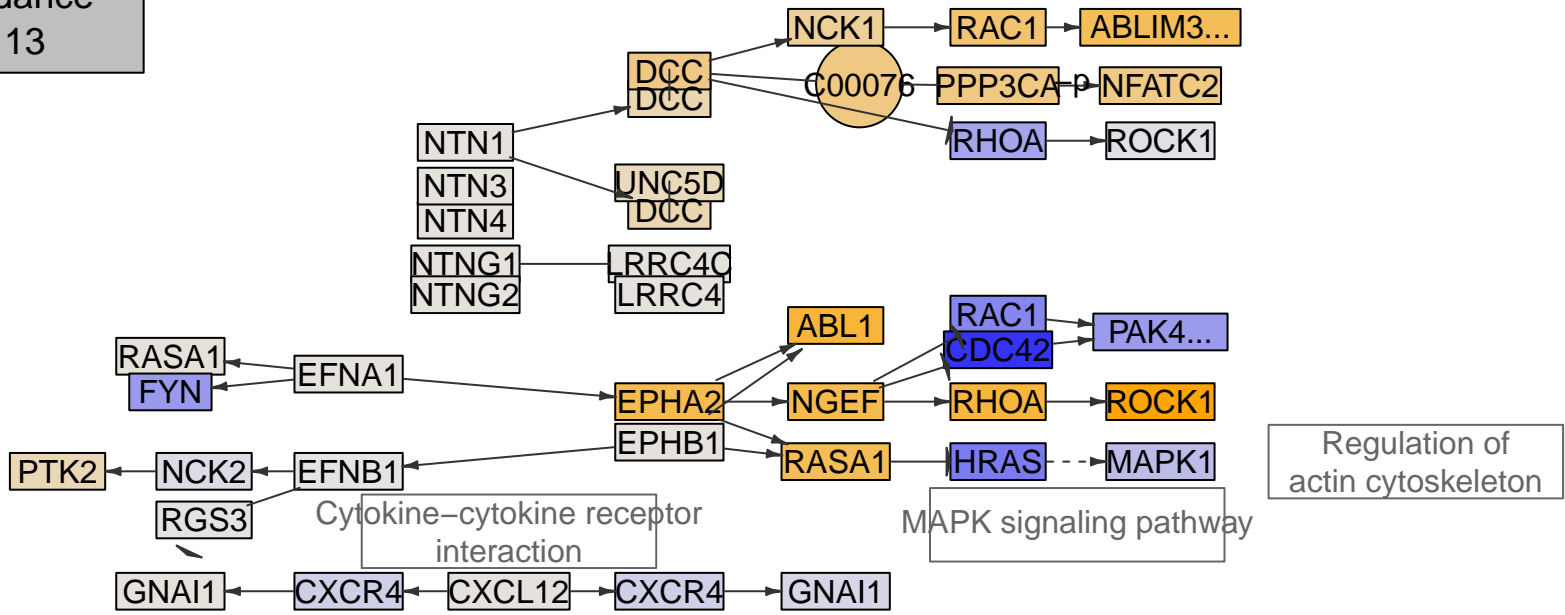 13
NCK1
RAC1
ABLIM3...
DCC
DCC
C00076
PPP3CA
–p
NFATC2
RHOA
ROCK1
NTN1
NTN3
NTN4
UNC5D
DCC
NTNG1
NTNG2
LRRC4C
LRRC4
ABL1
RAC1
CDC42
PAK4...
RASA1
FYN
EFNA1
EPHA2
EPHB1
NGEF
RHOA
ROCK1
RASA1
HRAS
MAPK1
PTK2
NCK2
EFNB1
RGS3
Regulation of
actin cytoskeleton
Cytokine–cytokine receptor
interaction
MAPK signaling pathway
GNAI1
CXCR4
CXCL12
CXCR4
GNAI1